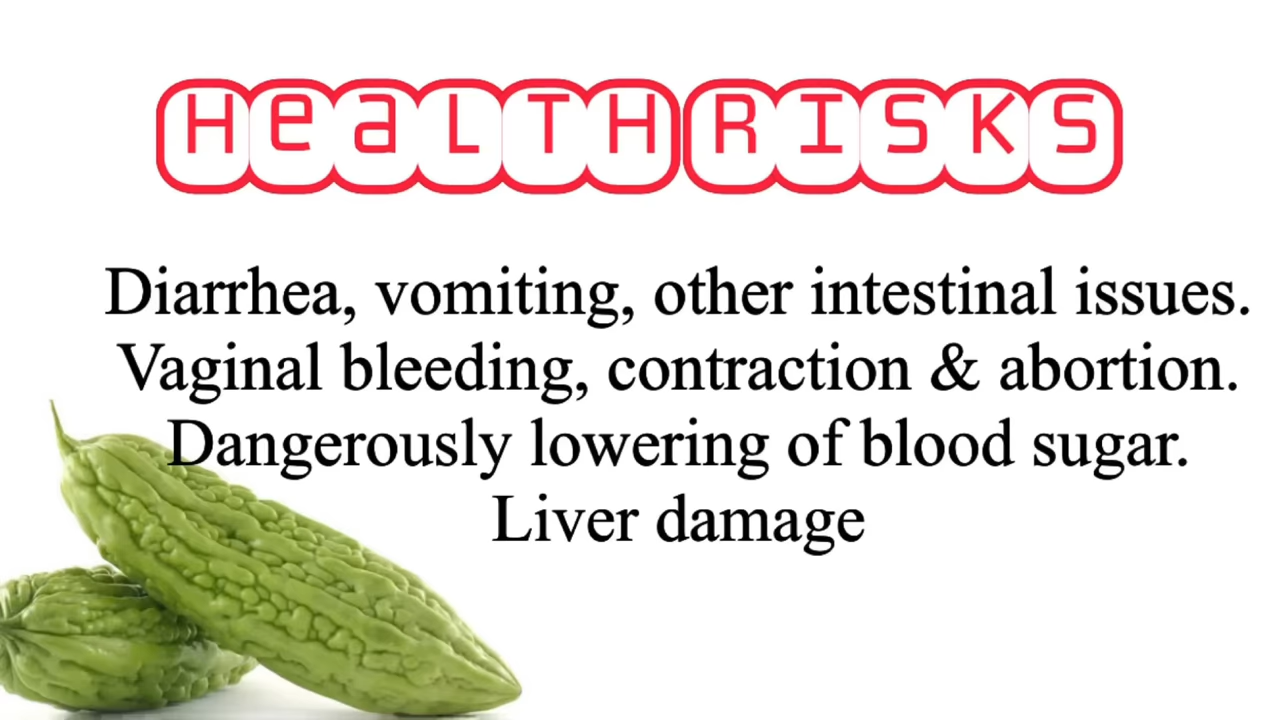 HeaLTH RISKS
Diarrhea, vomiting, other intestinal issues.
Vaginal bleeding, contraction & abortion.
Dangerously lowering of blood sugar.
Liver damage